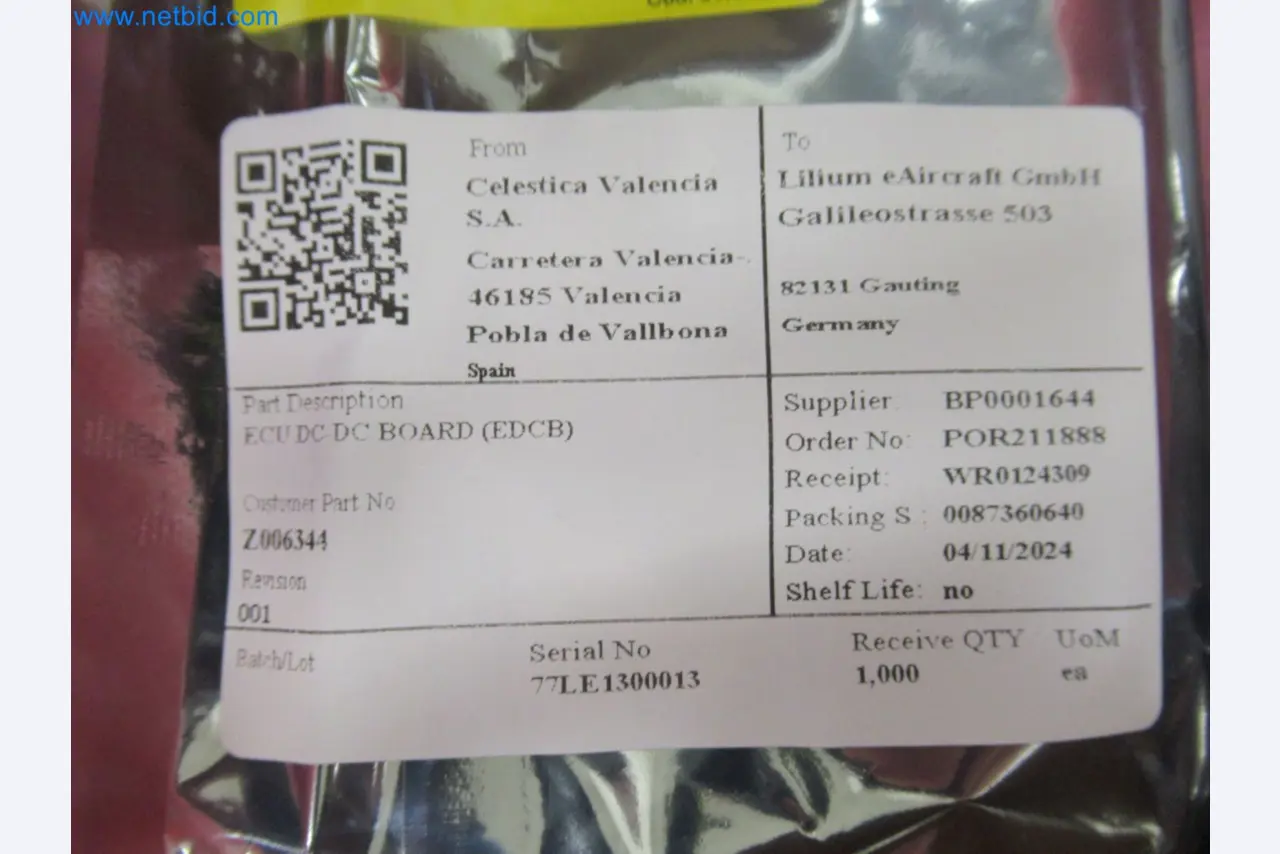 www.netbid.com
From
Celestica Valencia
S.A.
Carretera Valencia-.
46185 Valencia
Pobla de Vallbona
Spain
To
Lilium eAircraft GmbH
Galileostrasse 503
82131 Gauting
Germany
Part Description
ECU DC-DC BOARD (EDCB)
Customer Part No
Z006344
Revision
001
Supplier: BP0001644
Order No: POR211888
Receipt: WR0124309
Packing S : 0087360640
Date: 04/11/2024
Shelf Life: no
Batch/Lot
Serial No
77LE1300013
Receive QTY UoM
1,000 ea